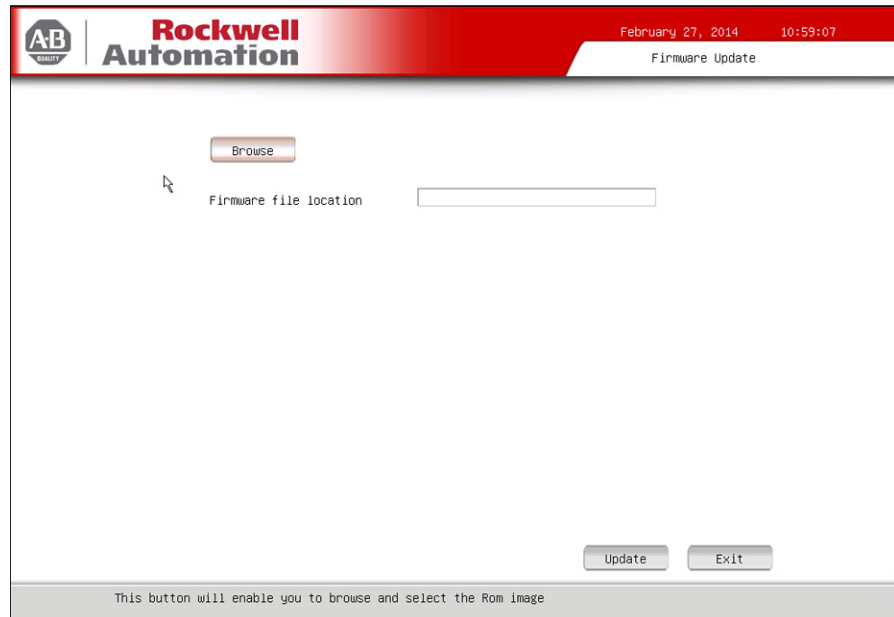 A-B
QUALITY
Rockwell
Automation
February 27, 2014 10:59:07
Firmware Update
Browse
Firmware file location
Update Exit
This button will enable you to browse and select the Rom image